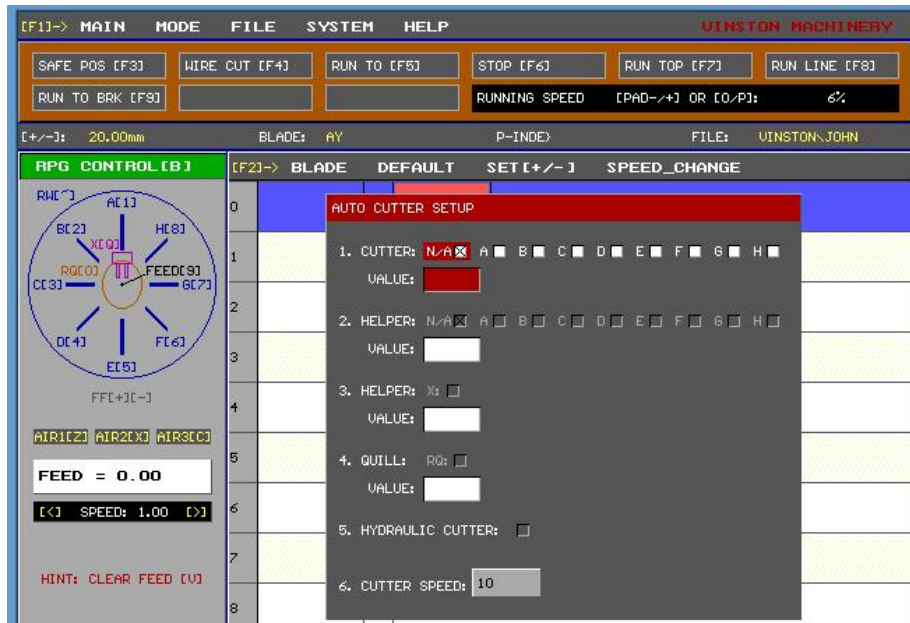 [F1]-> MAIN MODE FILE SYSTEM HELP VINSTON MACHINERY
SAFE POS [F3] WIRE CUT [F4] RUN TO [F5] STOP [F6] RUN TOP [F7] RUN LINE [F8]
RUN TO BRK [F9] RUNNING SPEED [PAD-/+] OR [O/P]: 6%
[+/-]: 20.00mm BLADE: AY P-INDE) FILE: VINSTON\JOHN
RPG CONTROL[B] [F2]-> BLADE DEFAULT SET[+/-] SPEED_CHANGE
RW[~]
A[1]
B[2] H[8]
X[Q]
RQ[0] FEED[9]
C[3] G[7]
D[4] F[6]
E[5]
FF[+][-]
AIR1[Z] AIR2[X] AIR3[C]
FEED = 0.00
[<] SPEED: 1.00 [>]
HINT: CLEAR FEED [V]
0
1
2
3
4
5
6
7
8
AUTO CUTTER SETUP
1. CUTTER: N/A A B C D E F G H
VALUE:
2. HELPER: N/A A B C D E F G H
VALUE:
3. HELPER: X:
VALUE:
4. QUILL: RQ:
VALUE:
5. HYDRAULIC CUTTER:
6. CUTTER SPEED: 10